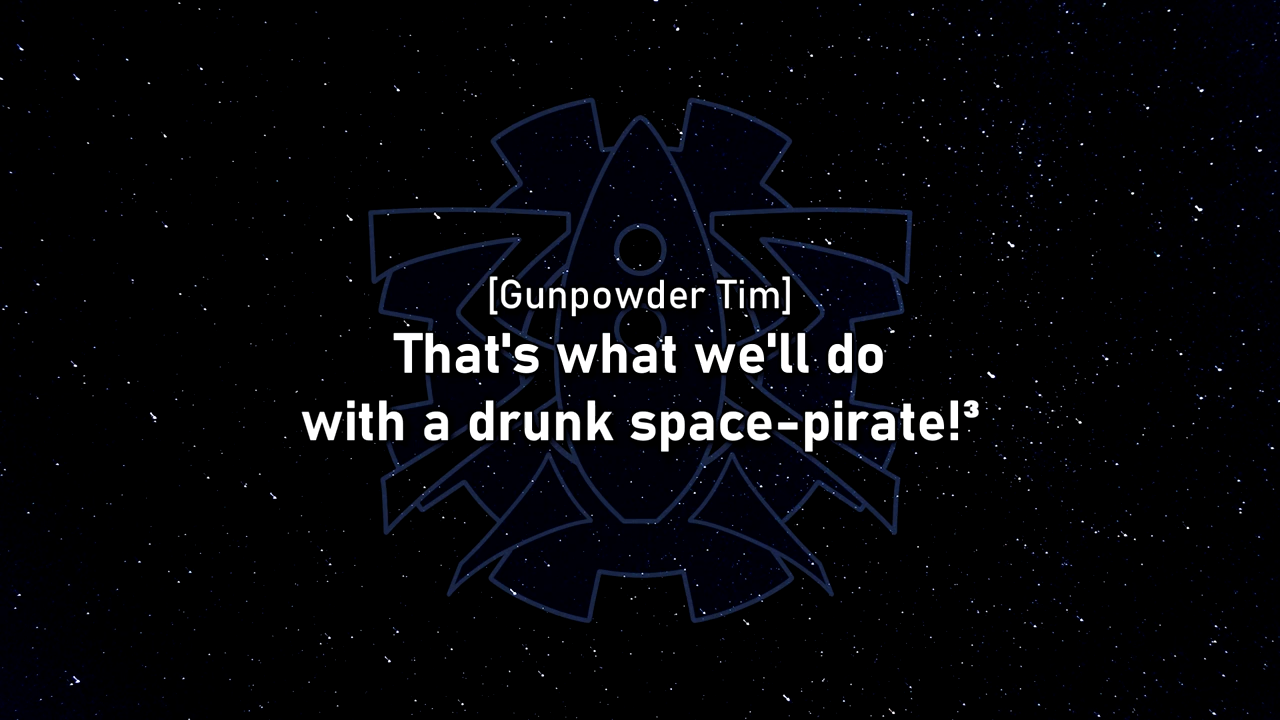 [Gunpowder Tim]
That's what we'll do
with a drunk space-pirate!³